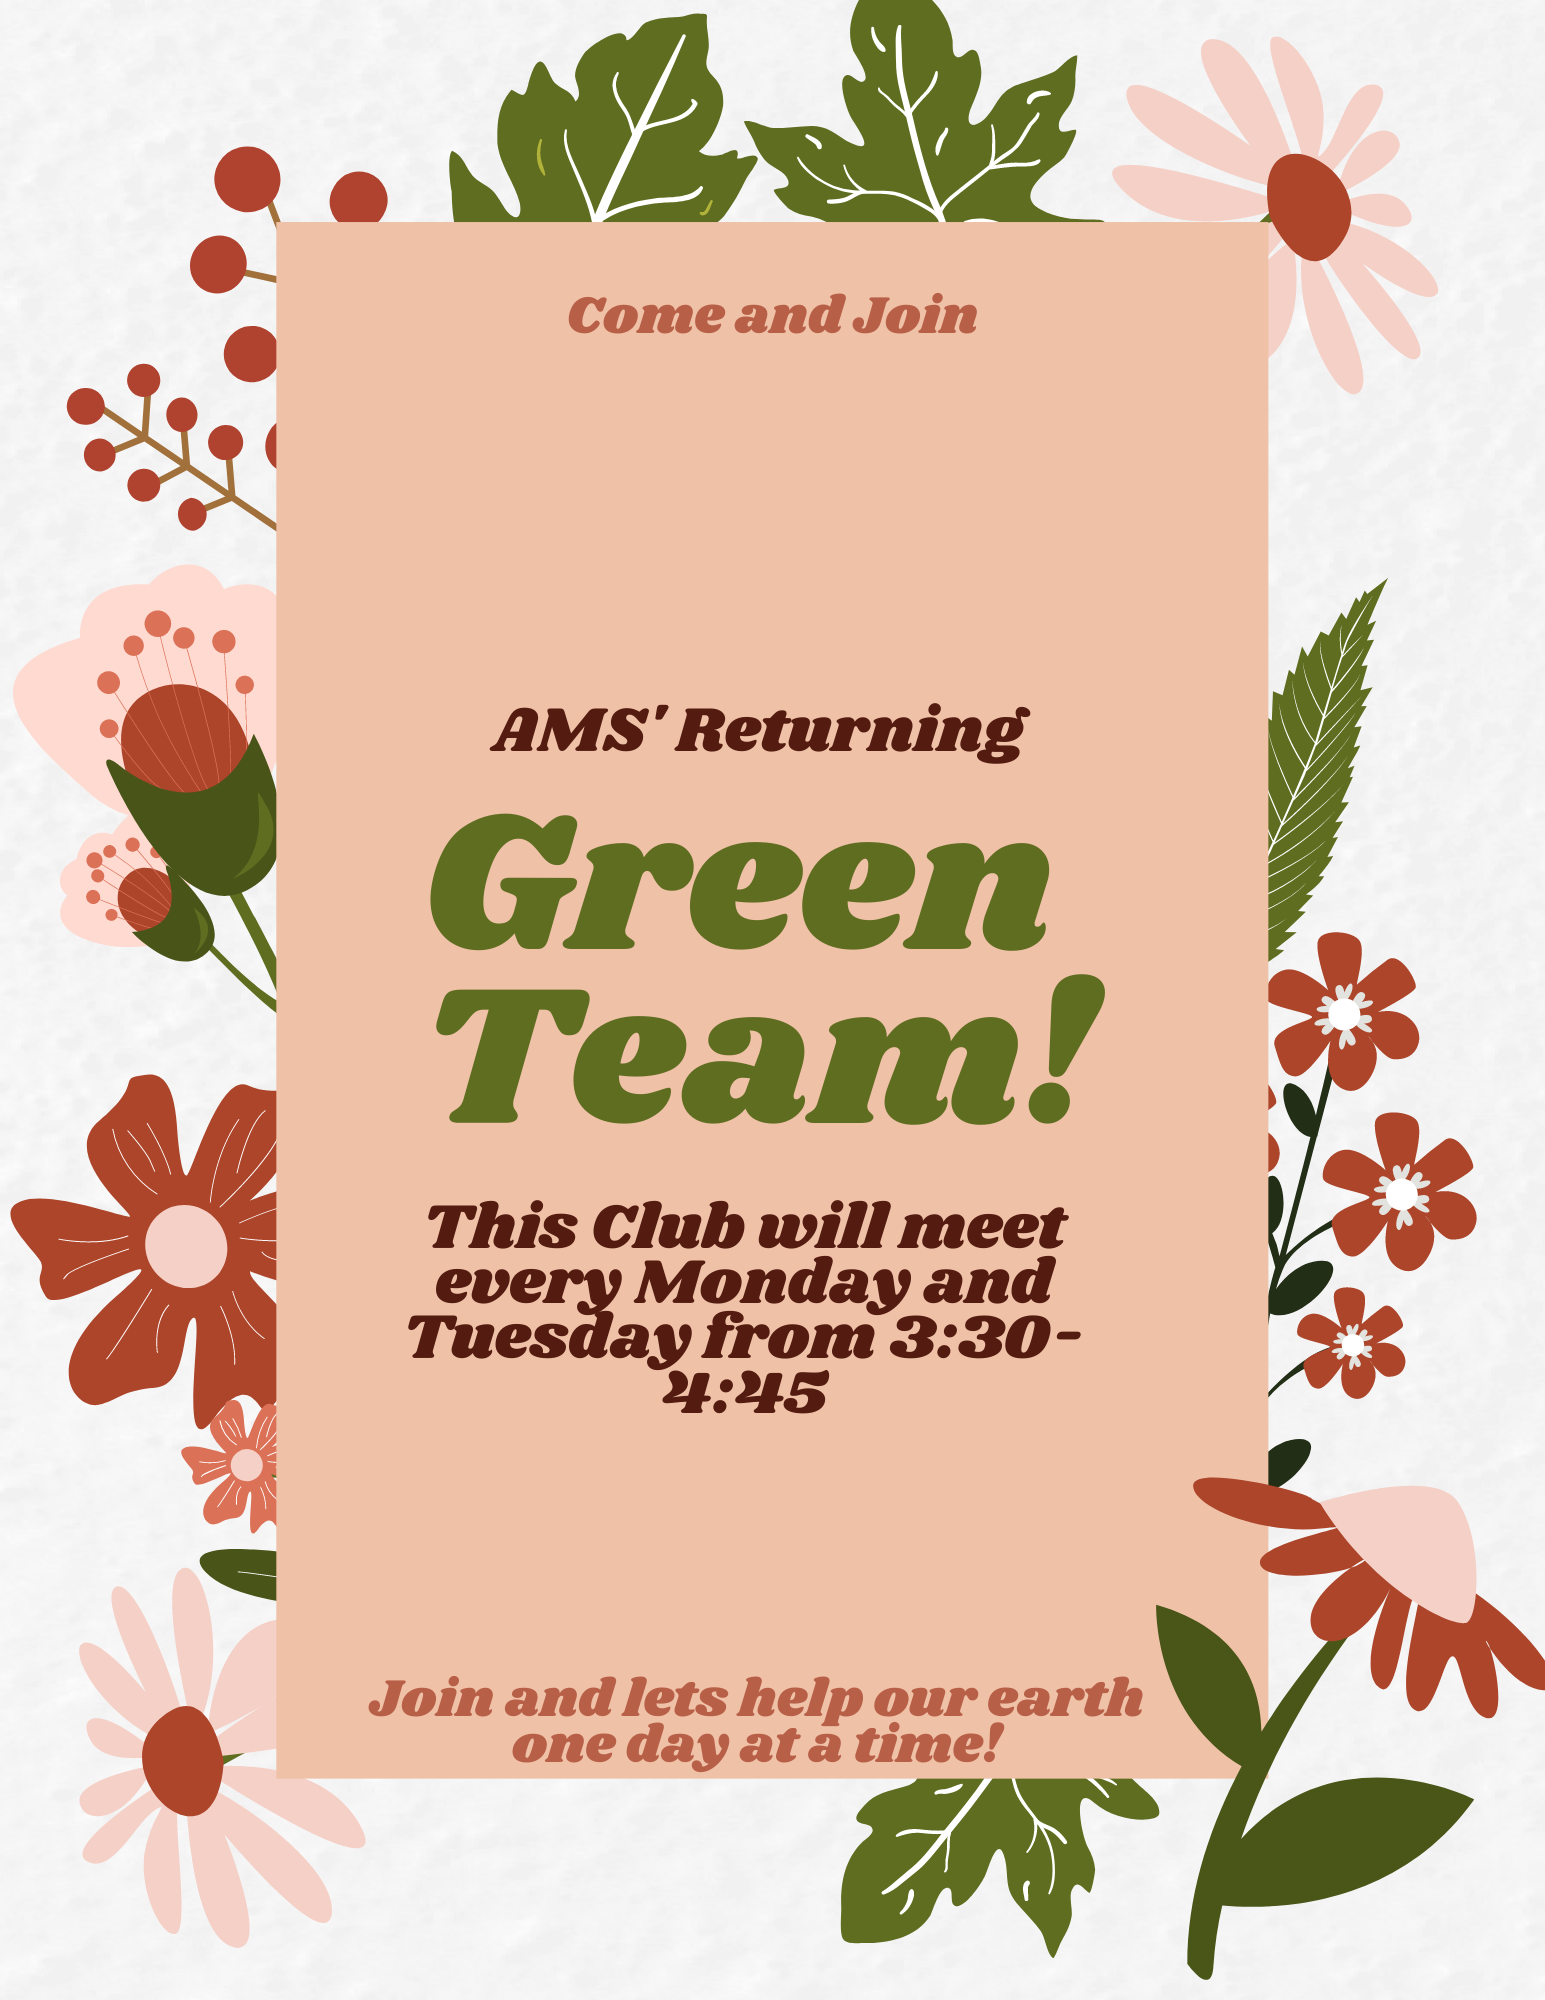 Come and Join
AMS' Returning
Green
Team!
This Club will meet
every Monday and
Tuesday from 3:30-
4:45
Join and lets help our earth
one day at a time!